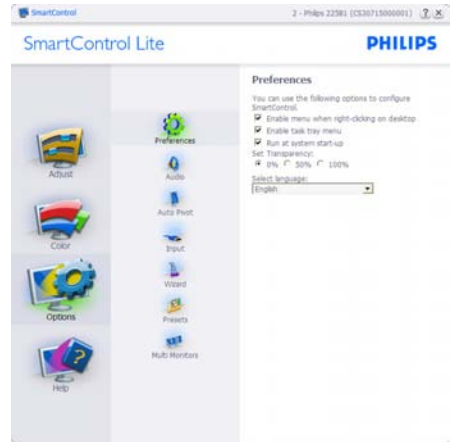 SmartControl
2 - Philips 225B1 (CS30715000001)
? X
SmartControl Lite
PHILIPS
Adjust
Color
Options
Help
Preferences
Audio
Auto Pivot
Input
Wizard
Presets
Multi Monitors
Preferences
You can use the following options to configure
SmartControl.
Enable menu when right-clicking on desktop
Enable task tray menu
Run at system start-up
Set Transparency:
0% 50% 100%
Select language:
English